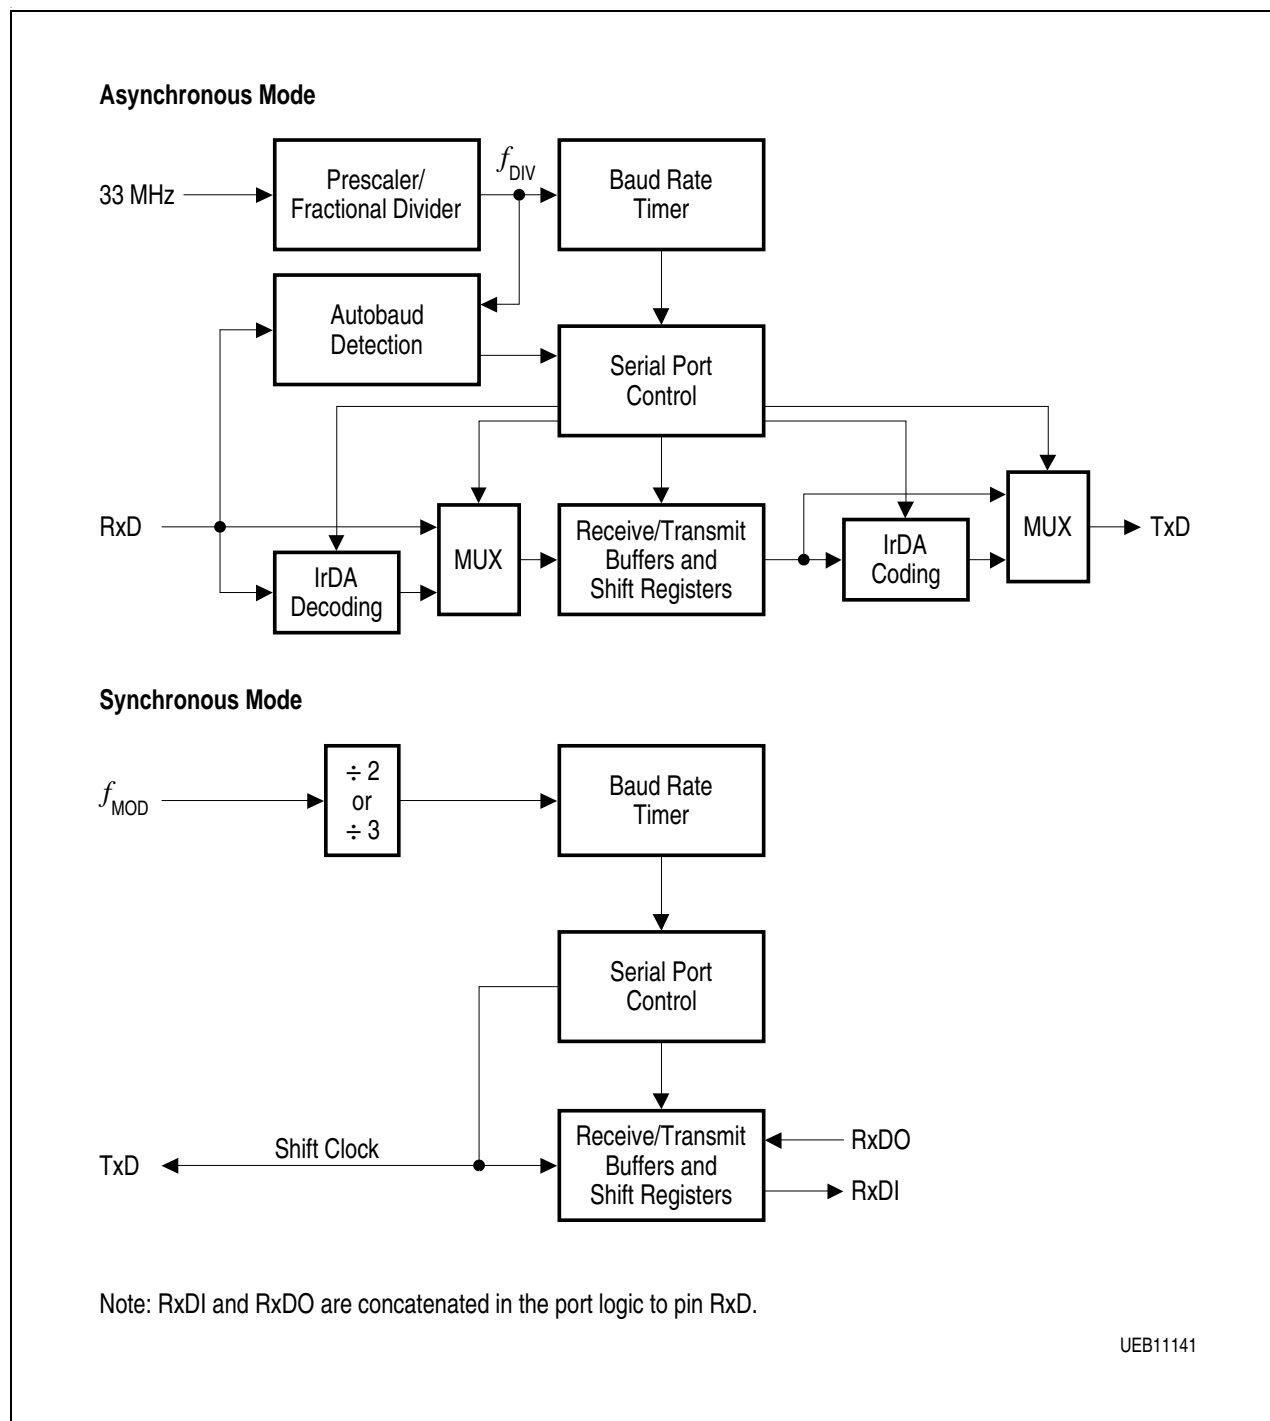 Asynchronous Mode
33 MHz
Prescaler/
Fractional Divider
fDIV
Baud Rate
Timer
Autobaud
Detection
Serial Port
Control
RxD
IrDA
Decoding
MUX
Receive/Transmit
Buffers and
Shift Registers
IrDA
Coding
MUX
TxD
Synchronous Mode
fMOD
÷ 2
or
÷ 3
Baud Rate
Timer
Serial Port
Control
TxD
Shift Clock
Receive/Transmit
Buffers and
Shift Registers
RxDO
RxDI
Note: RxDI and RxDO are concatenated in the port logic to pin RxD.
UEB11141